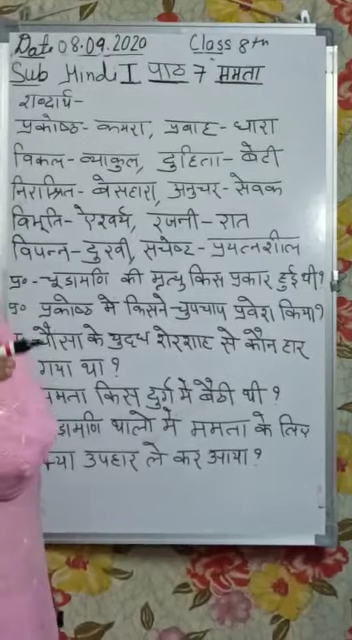 Date 08.09.2020 Class 8th
Sub Hindi I पाठ 7 ममता
शब्दार्थ-
प्रकोष्ठ- कमरा, प्रवाह- धारा
विकल- व्याकुल, दुहिता- बेटी
निराश्रित- बेसहारा, अनुचर- सेवक
विभूति- ऐश्वर्य, रजनी- रात
विपन्न- दुखी, सचेष्ट- प्रयत्नशील
प्र०- चूडामणि की मृत्यु किस प्रकार हुई थी?
प्र० प्रकोष्ठ मे किसने चुपचाप प्रवेश किया?
चौसा के युद्ध शेरशाह से कौन हार
गया था?
ममता किस दुर्ग मे बैठी थी?
थालो मे ममता के लिए
क्या उपहार ले कर आया?